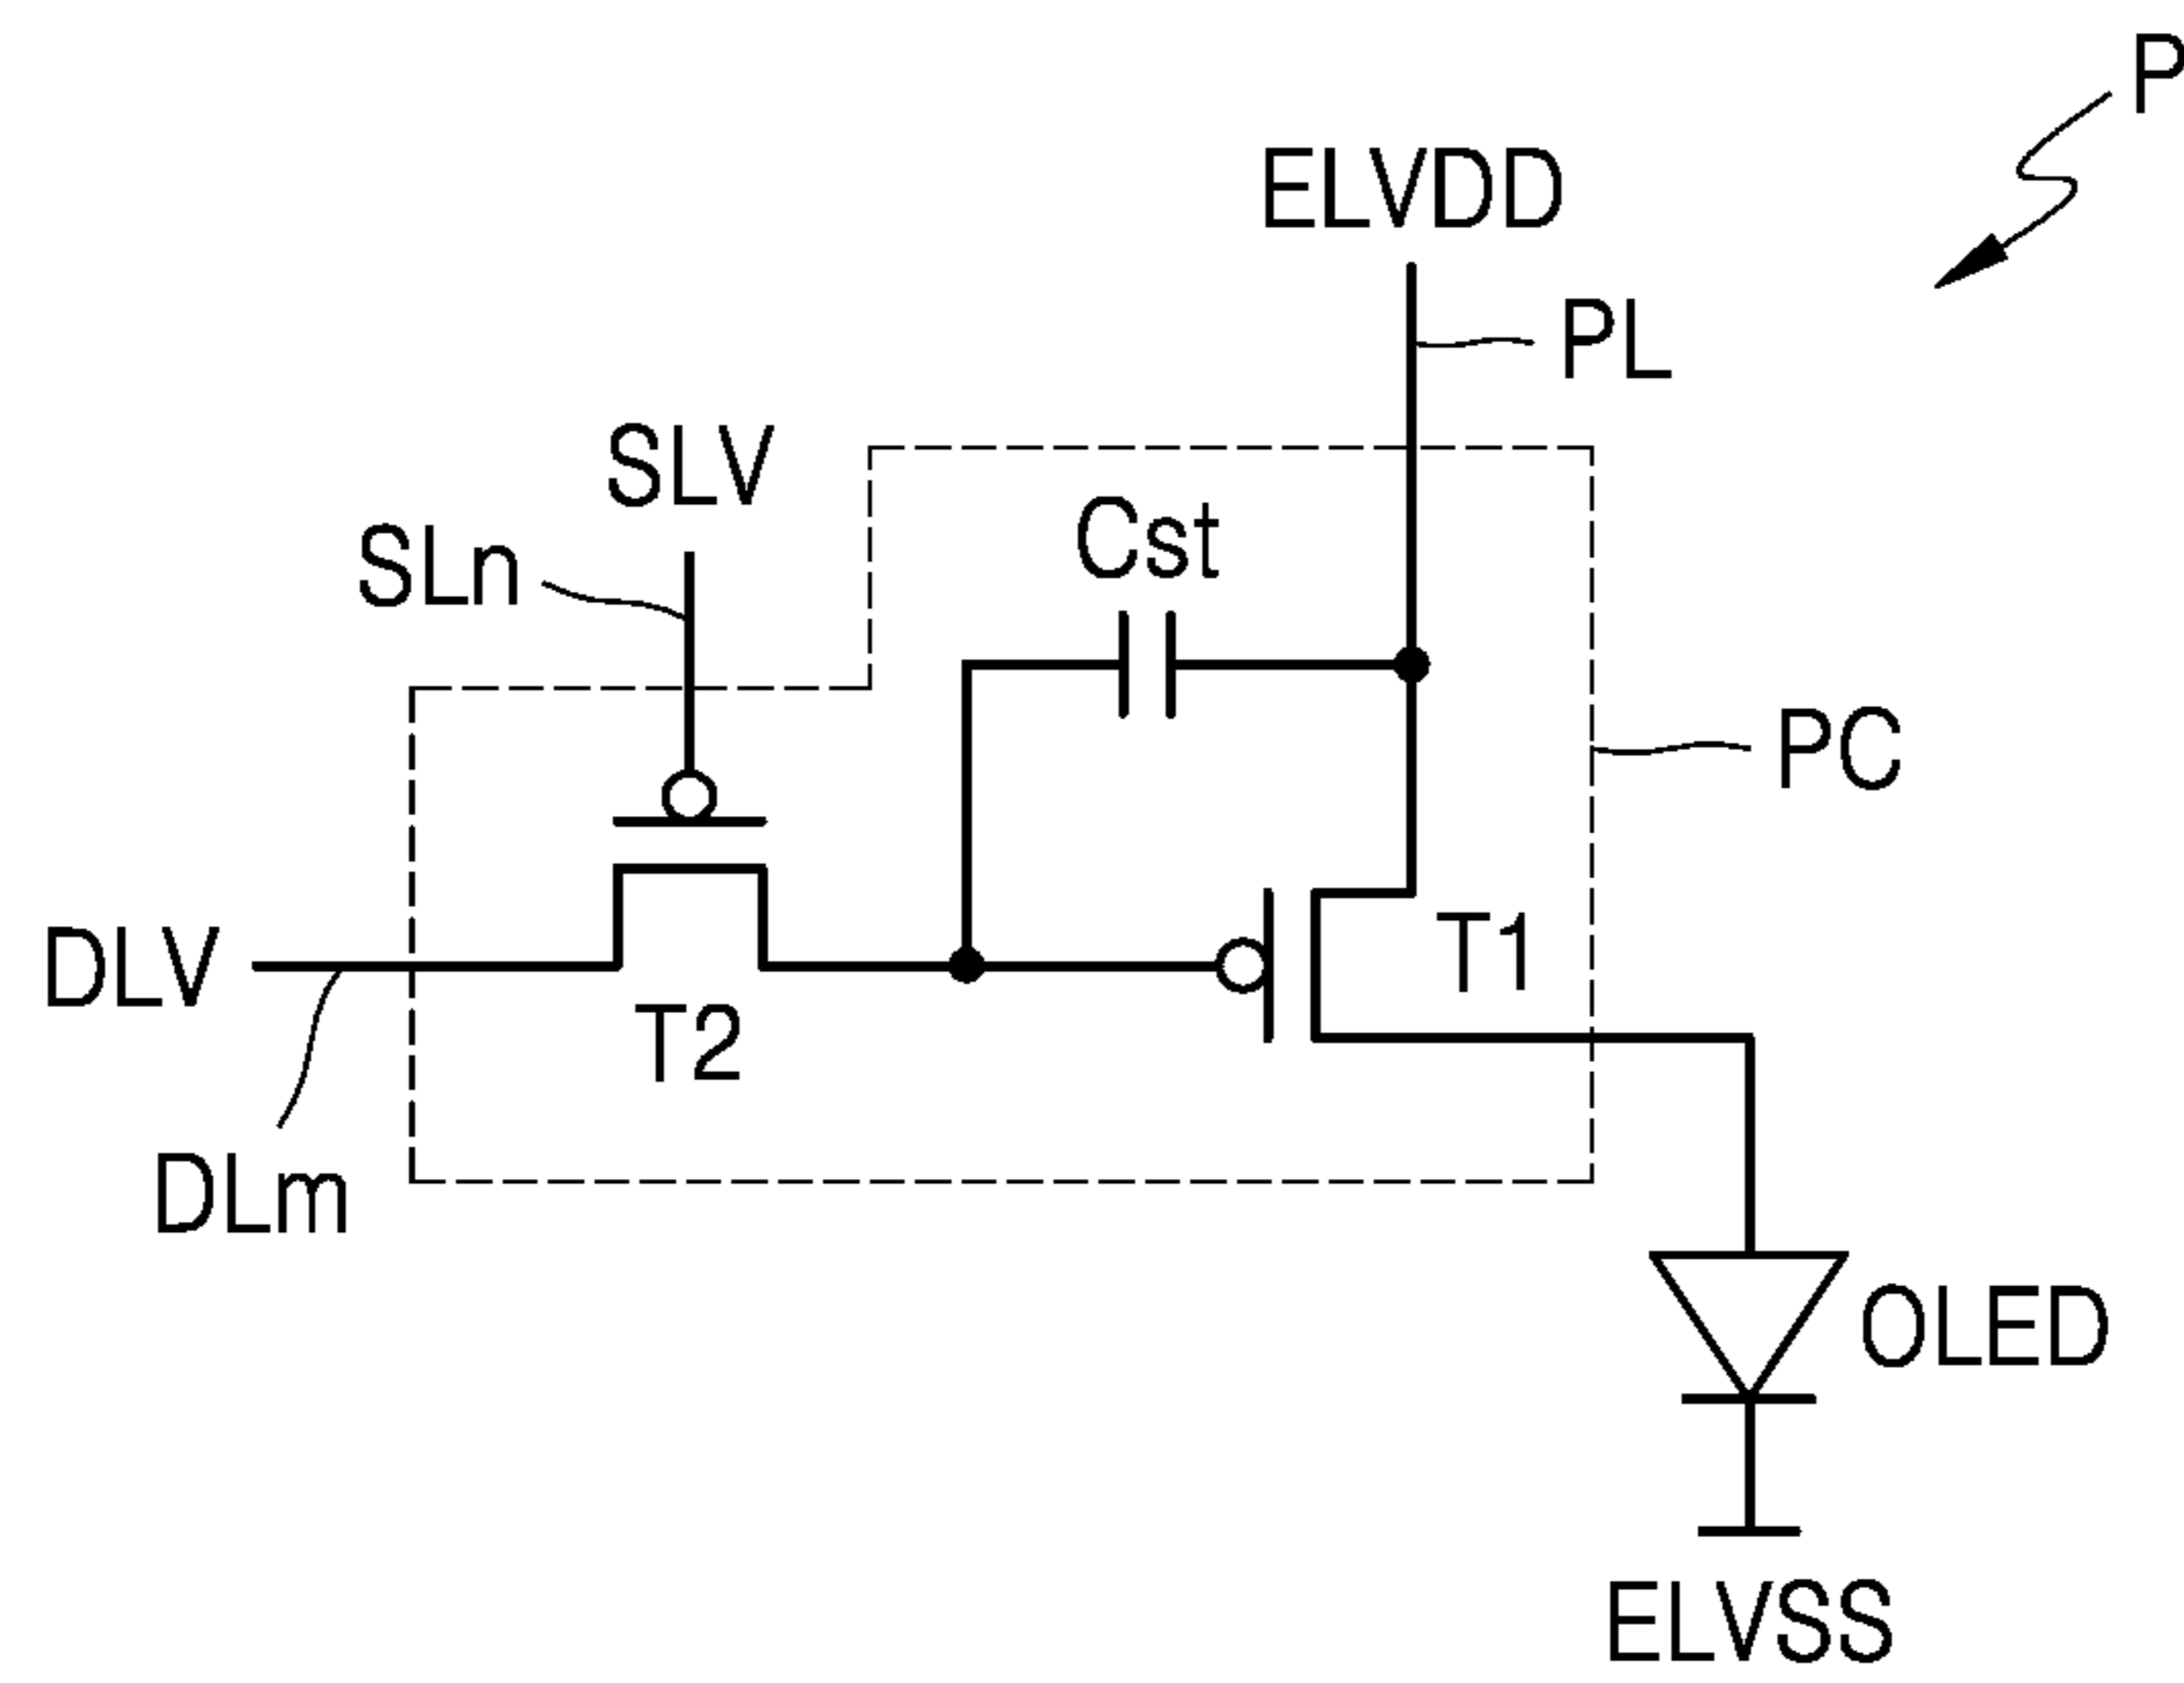 P
ELVDD
PL
SLV
SLn
Cst
PC
DLV
T1
T2
DLm
OLED
ELVSS